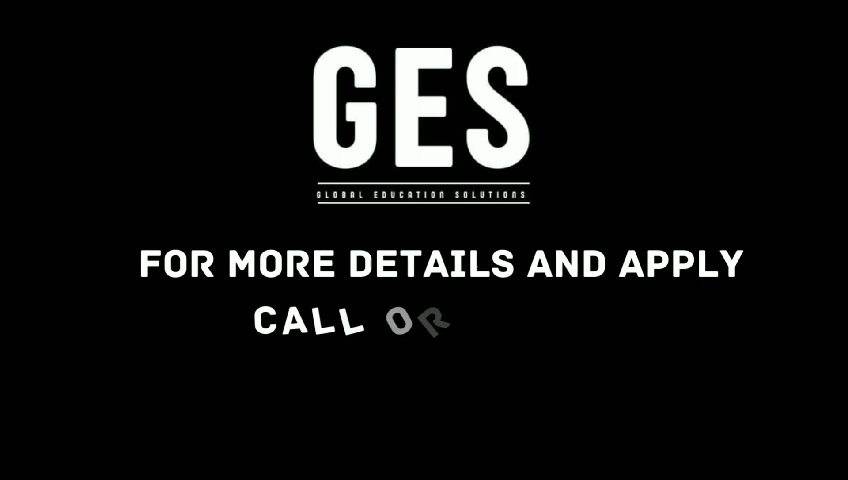 GES
GLOBAL EDUCATION SOLUTIONS
FOR MORE DETAILS AND APPLY
CALL OR